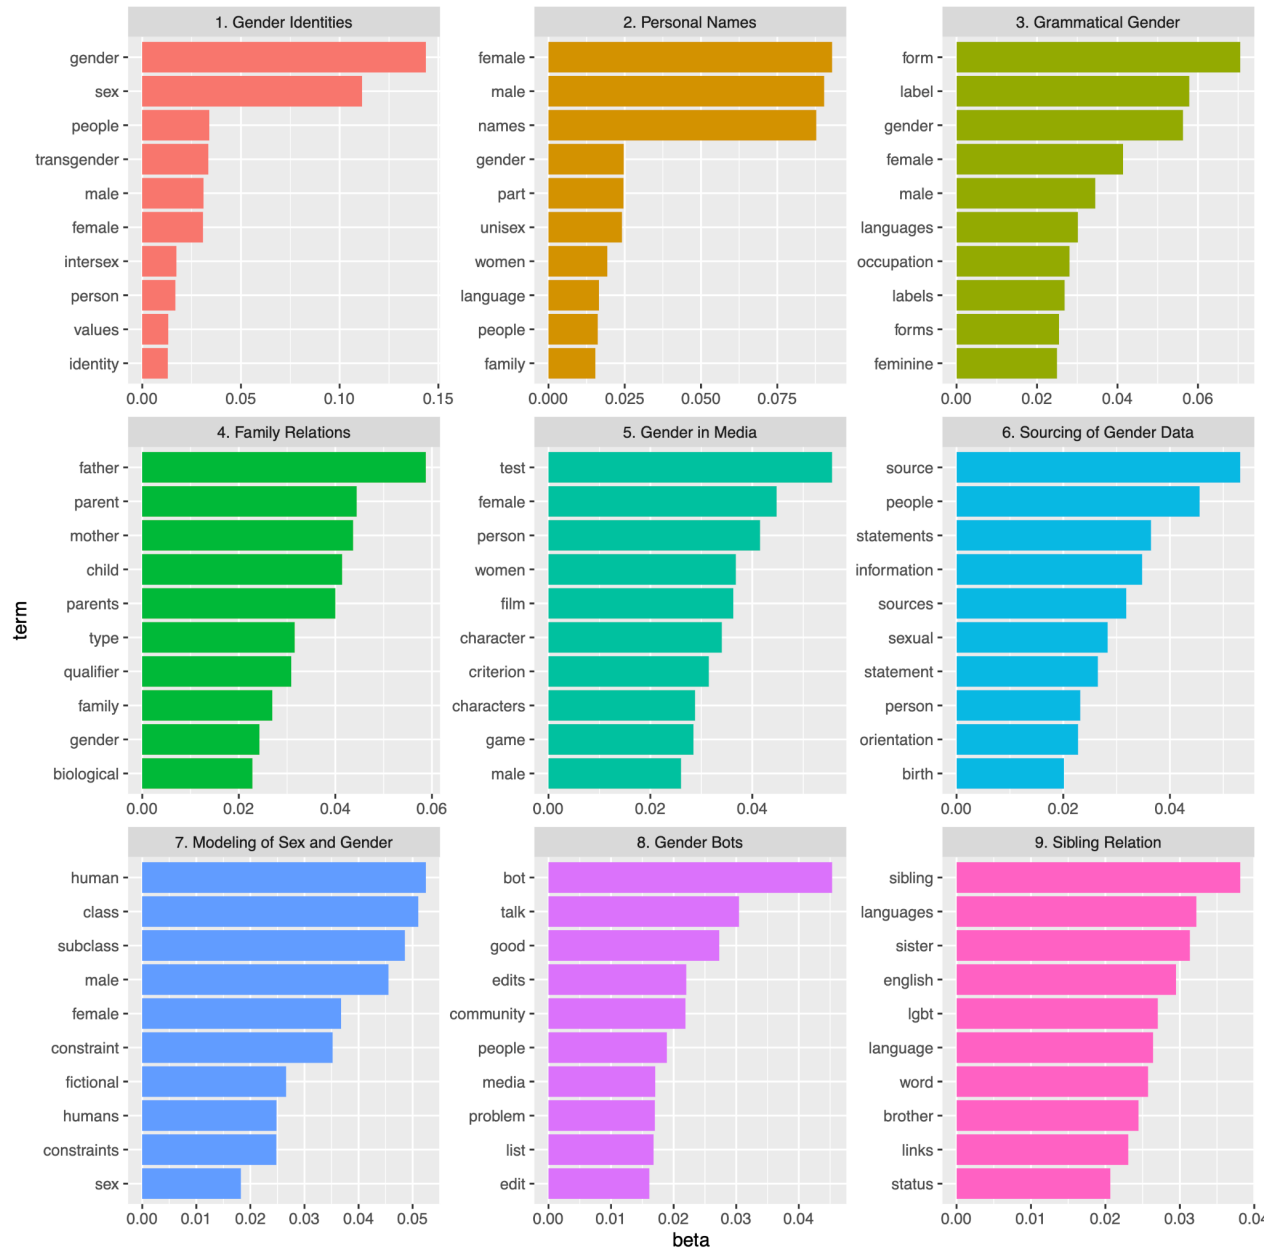 1. Gender Identities
gender
sex
people
transgender
male
female
intersex
person
values
identity
0.00 0.05 0.10 0.15
2. Personal Names
female
male
names
gender
part
unisex
women
language
people
family
0.000 0.025 0.050 0.075
3. Grammatical Gender
form
label
gender
female
male
languages
occupation
labels
forms
feminine
0.00 0.02 0.04 0.06
4. Family Relations
father
parent
mother
child
parents
type
qualifier
family
gender
biological
0.00 0.02 0.04 0.06
5. Gender in Media
test
female
person
women
film
character
criterion
characters
game
male
0.00 0.02 0.04
6. Sourcing of Gender Data
source
people
statements
information
sources
sexual
statement
person
orientation
birth
0.00 0.02 0.04
7. Modeling of Sex and Gender
human
class
subclass
male
female
constraint
fictional
humans
constraints
sex
0.00 0.01 0.02 0.03 0.04 0.05
8. Gender Bots
bot
talk
good
edits
community
people
media
problem
list
edit
0.00 0.01 0.02 0.03 0.04
9. Sibling Relation
sibling
languages
sister
english
lgbt
language
word
brother
links
status
0.00 0.01 0.02 0.03
term
beta